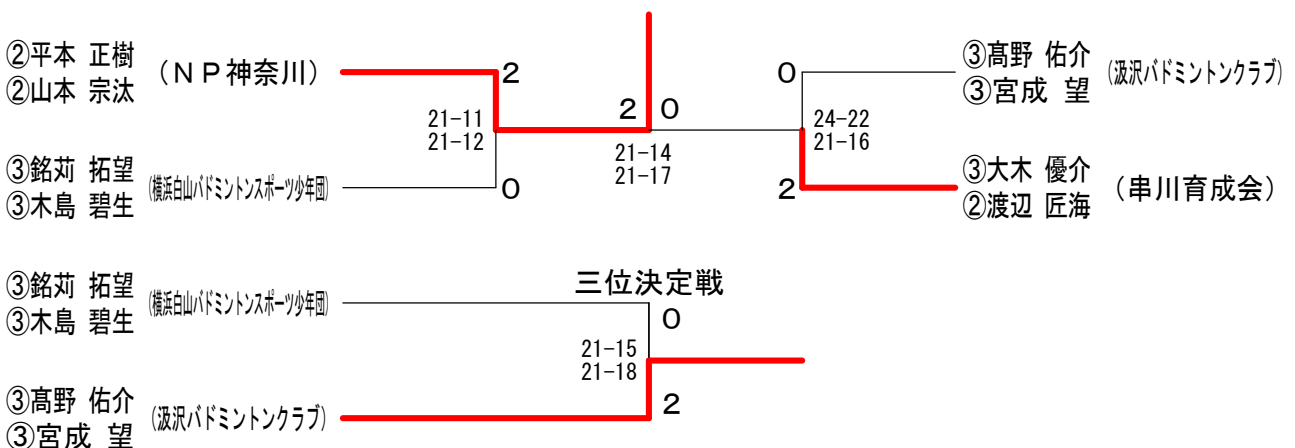 ②平本 正樹
②山本 宗汰
（ＮＰ神奈川）
2
21-11
21-12
0
③銘苅 拓望
③木島 碧生
(横浜白山バドミントンスポーツ少年団)
2 0
21-14
21-17
0
24-22
21-16
2
③髙野 佑介
③宮成 望
(汲沢バドミントンクラブ)
③大木 優介
②渡辺 匠海
（串川育成会）
三位決定戦
③銘苅 拓望
③木島 碧生
(横浜白山バドミントンスポーツ少年団)
0
21-15
21-18
2
③髙野 佑介
③宮成 望
(汲沢バドミントンクラブ)